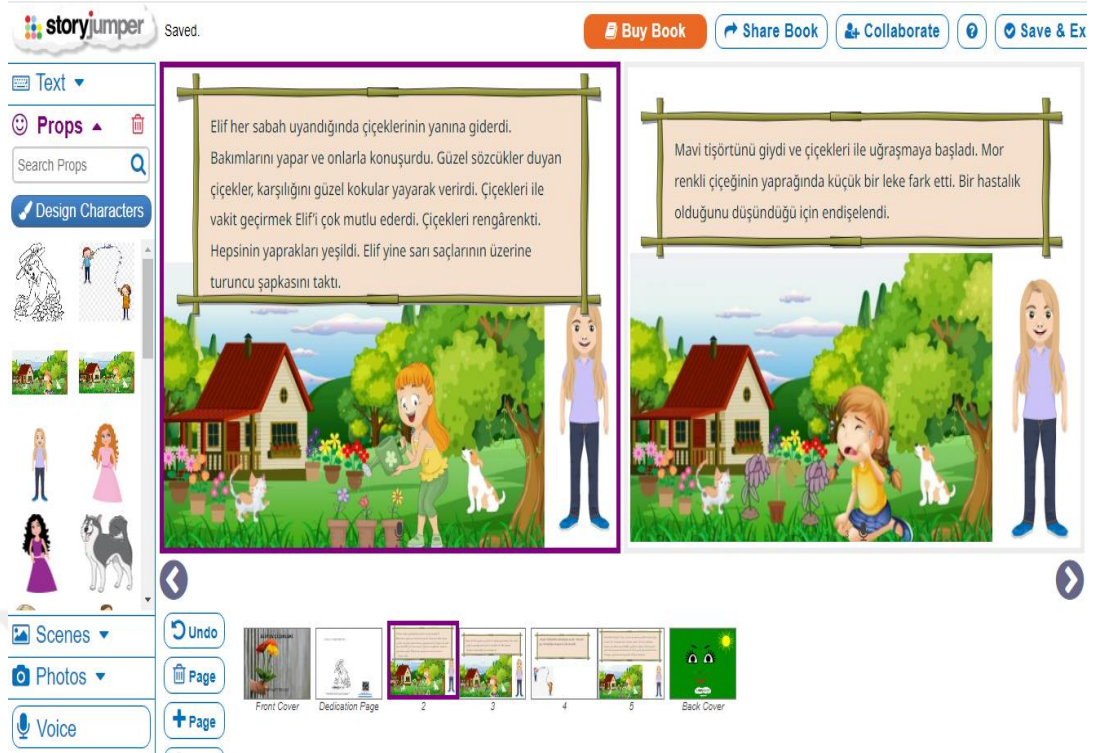 storyjumper
Saved.
Buy Book
Share Book
Collaborate
?
Save & Ex
Text
Props
Search Props
Design Characters
Elif her sabah uyandığında çiçeklerinin yanına giderdi.
Bakımlarını yapar ve onlarla konuşurdu. Güzel sözcükler duyan
çiçekler, karşılığını güzel kokular yayarak verirdi. Çiçekleri ile
vakit geçirmek Elif'i çok mutlu ederdi. Çiçekleri rengârenkti.
Hepsinin yaprakları yeşildi. Elif yine sarı saçlarının üzerine
turuncu şapkasını taktı.
Mavi tişörtünü giydi ve çiçekleri ile uğraşmaya başladı. Mor
renkli çiçeğinin yaprağında küçük bir leke fark etti. Bir hastalık
olduğunu düşündüğü için endişelendi.
Scenes
Photos
Voice
Undo
Page
Page
Front Cover
Dedication Page
2
3
4
5
Back Cover